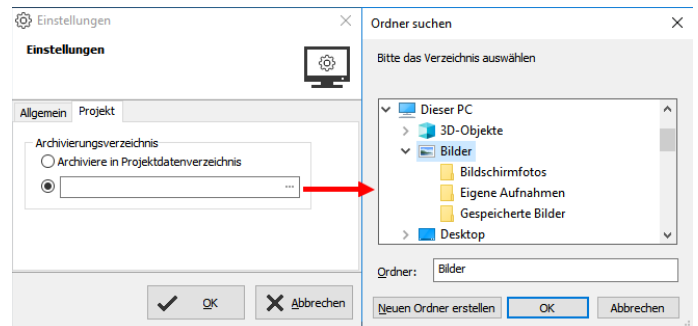 Einstellungen
Einstellungen
Allgemein Projekt
Archivierungsverzeichnis
Archiviere in Projektdatenverzeichnis
...
OK Abbrechen
Ordner suchen
Bitte das Verzeichnis auswählen
Dieser PC
3D-Objekte
Bilder
Bildschirmfotos
Eigene Aufnahmen
Gespeicherte Bilder
Desktop
Ordner: Bilder
Neuen Ordner erstellen OK Abbrechen